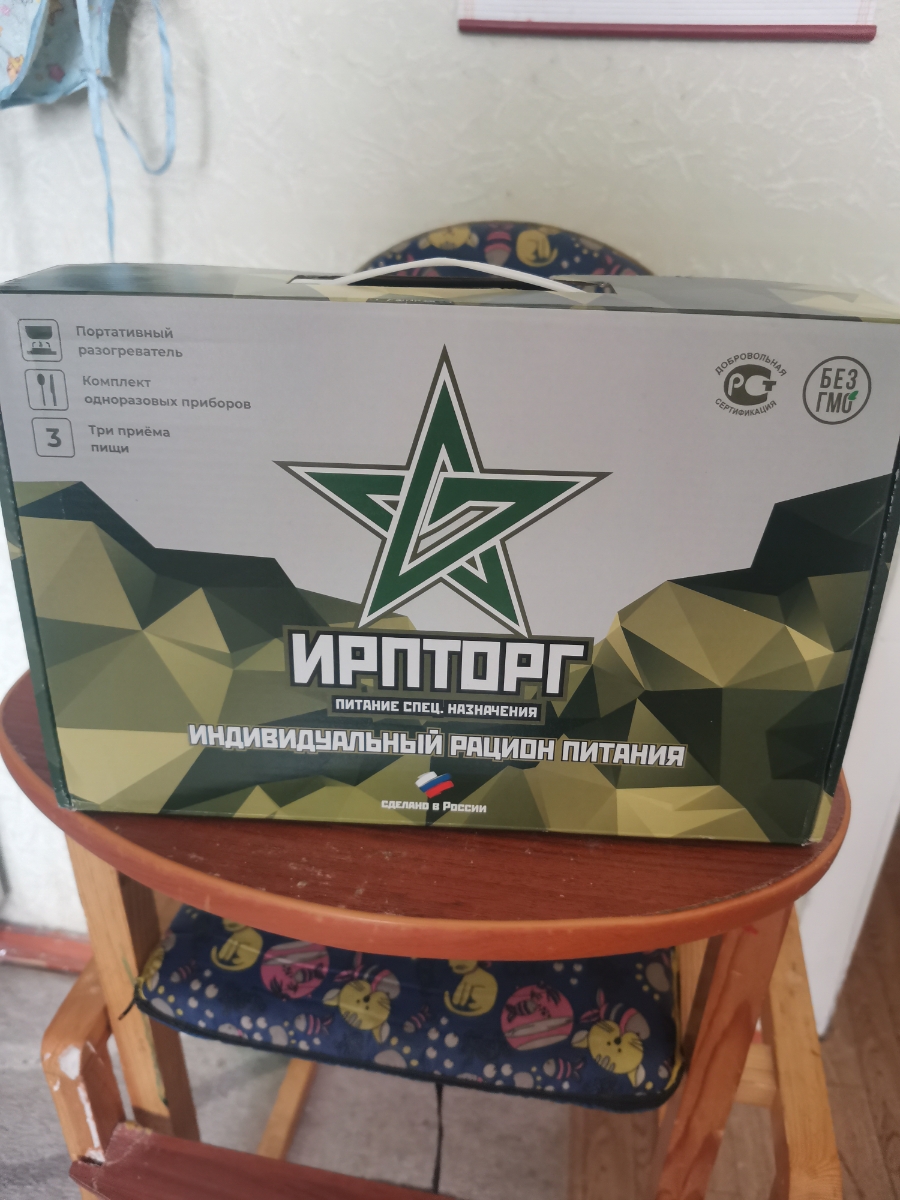 Портативный
разогреватель
Комплект
одноразовых приборов
3
Три приёма
пищи
ДОБРОВОЛЬНАЯ
РСТ
СЕРТИФИКАЦИЯ
БЕЗ
ГМО
ИРПТОРГ
ПИТАНИЕ СПЕЦ. НАЗНАЧЕНИЯ
ИНДИВИДУАЛЬНЫЙ РАЦИОН ПИТАНИЯ
СДЕЛАНО В РОССИИ